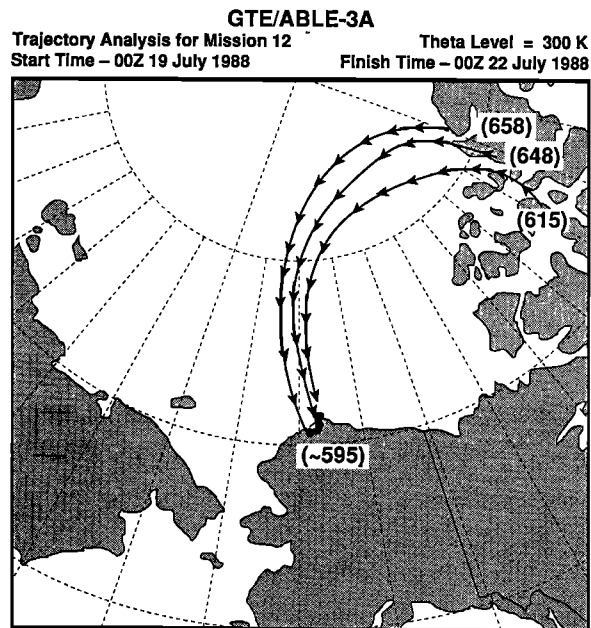 GTE/ABLE-3A
Trajectory Analysis for Mission 12 Theta Level = 300 K
Start Time – 00Z 19 July 1988 Finish Time – 00Z 22 July 1988
(658)
(648)
(615)
(~595)